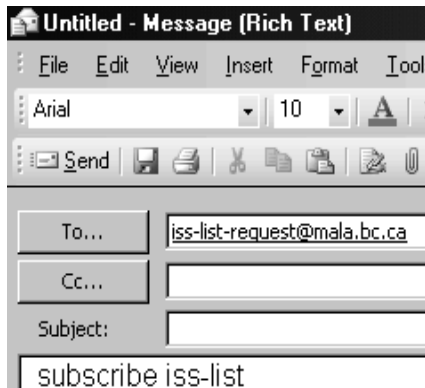 Untitled - Message (Rich Text)
File Edit View Insert Format Tool
Arial 10 A
Send
To... iss-list-request@mala.bc.ca
Cc...
Subject:
subscribe iss-list